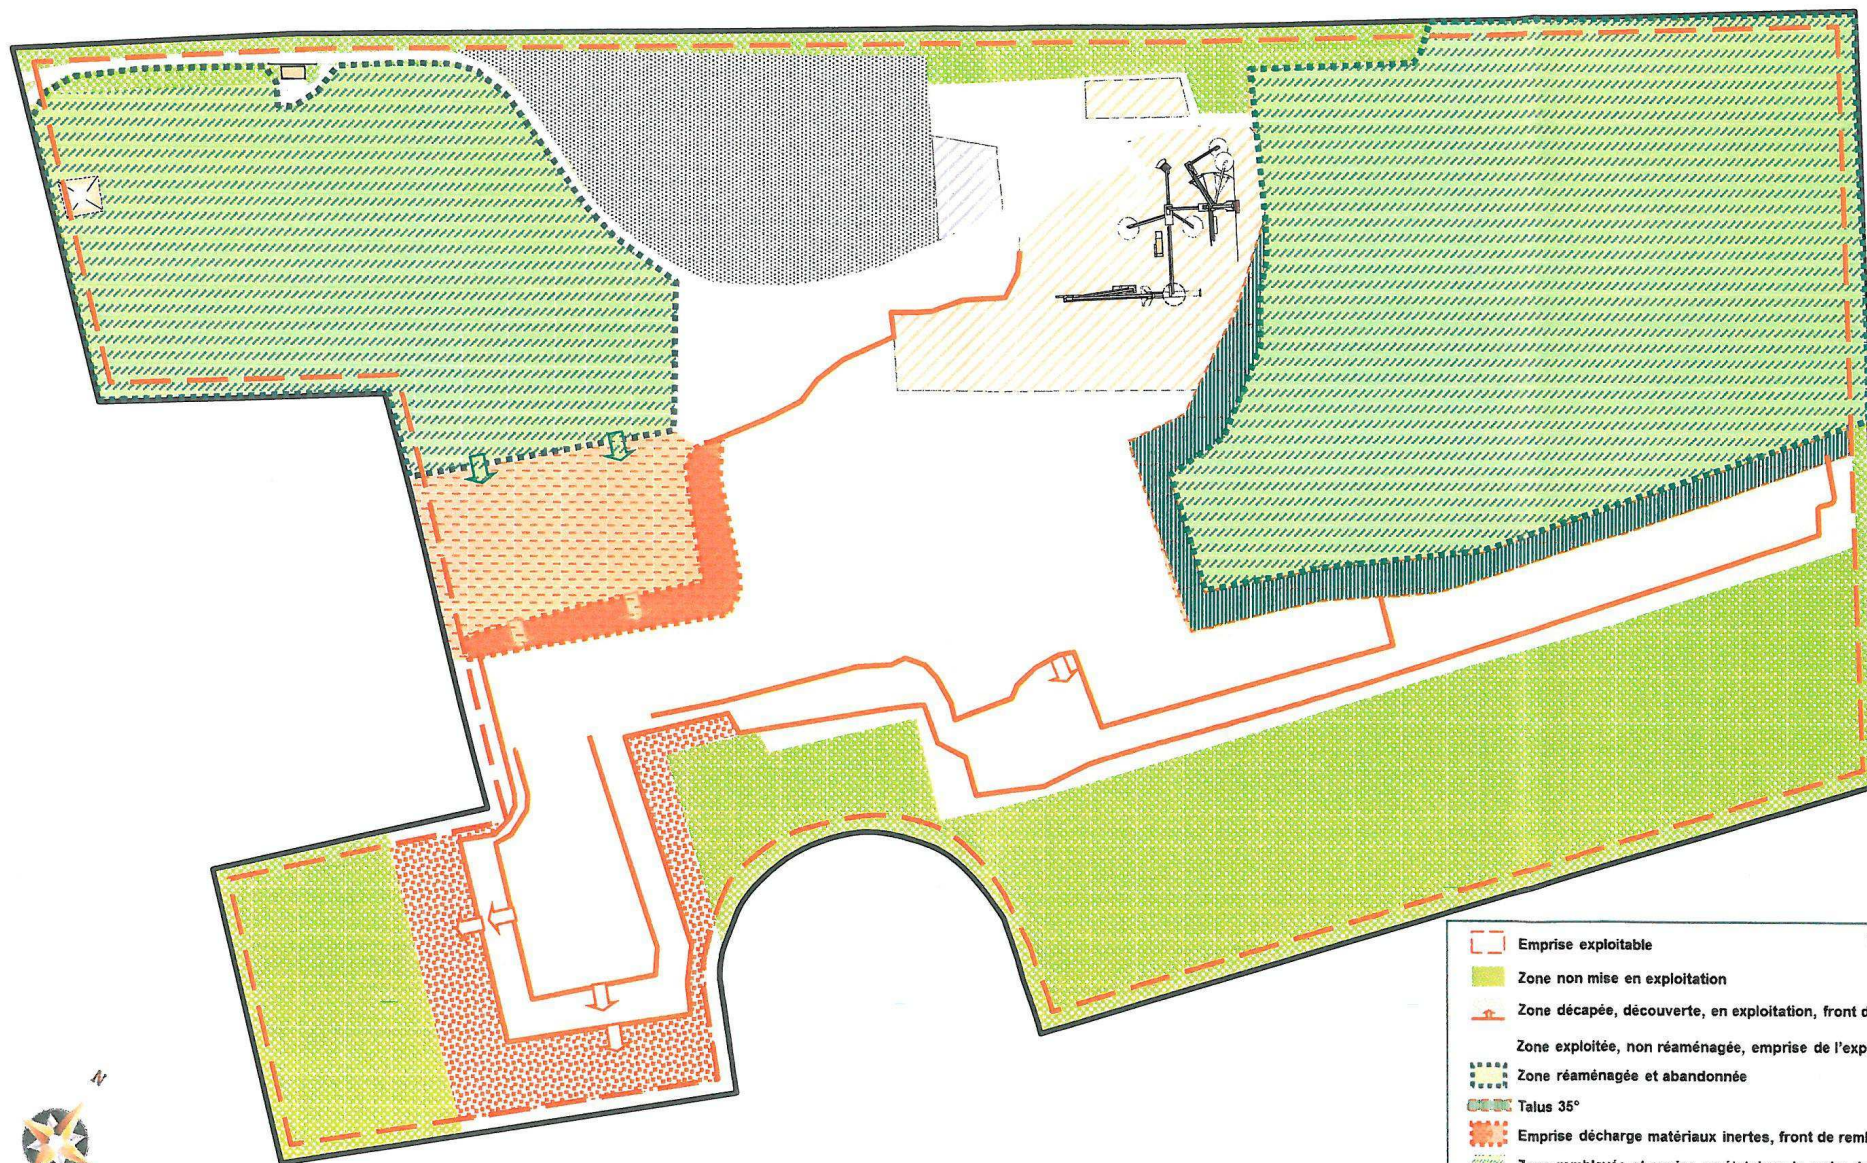 Emprise exploitable
Zone non mise en exploitation
Zone décapée, découverte, en exploitation, front d
Zone exploitée, non réaménagée, emprise de l'exp
Zone réaménagée et abandonnée
Talus 35°
Emprise décharge matériaux inertes, front de rem
N